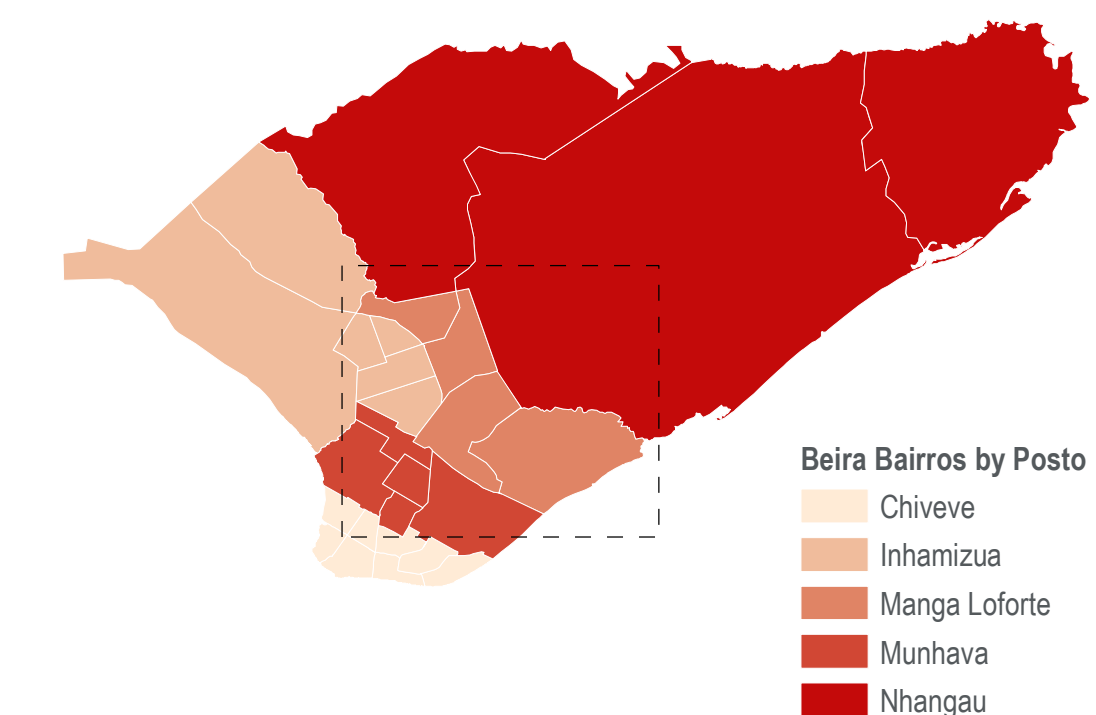 Beira Bairros by Posto
Chiveve
Inhamizua
Manga Loforte
Munhava
Nhangau